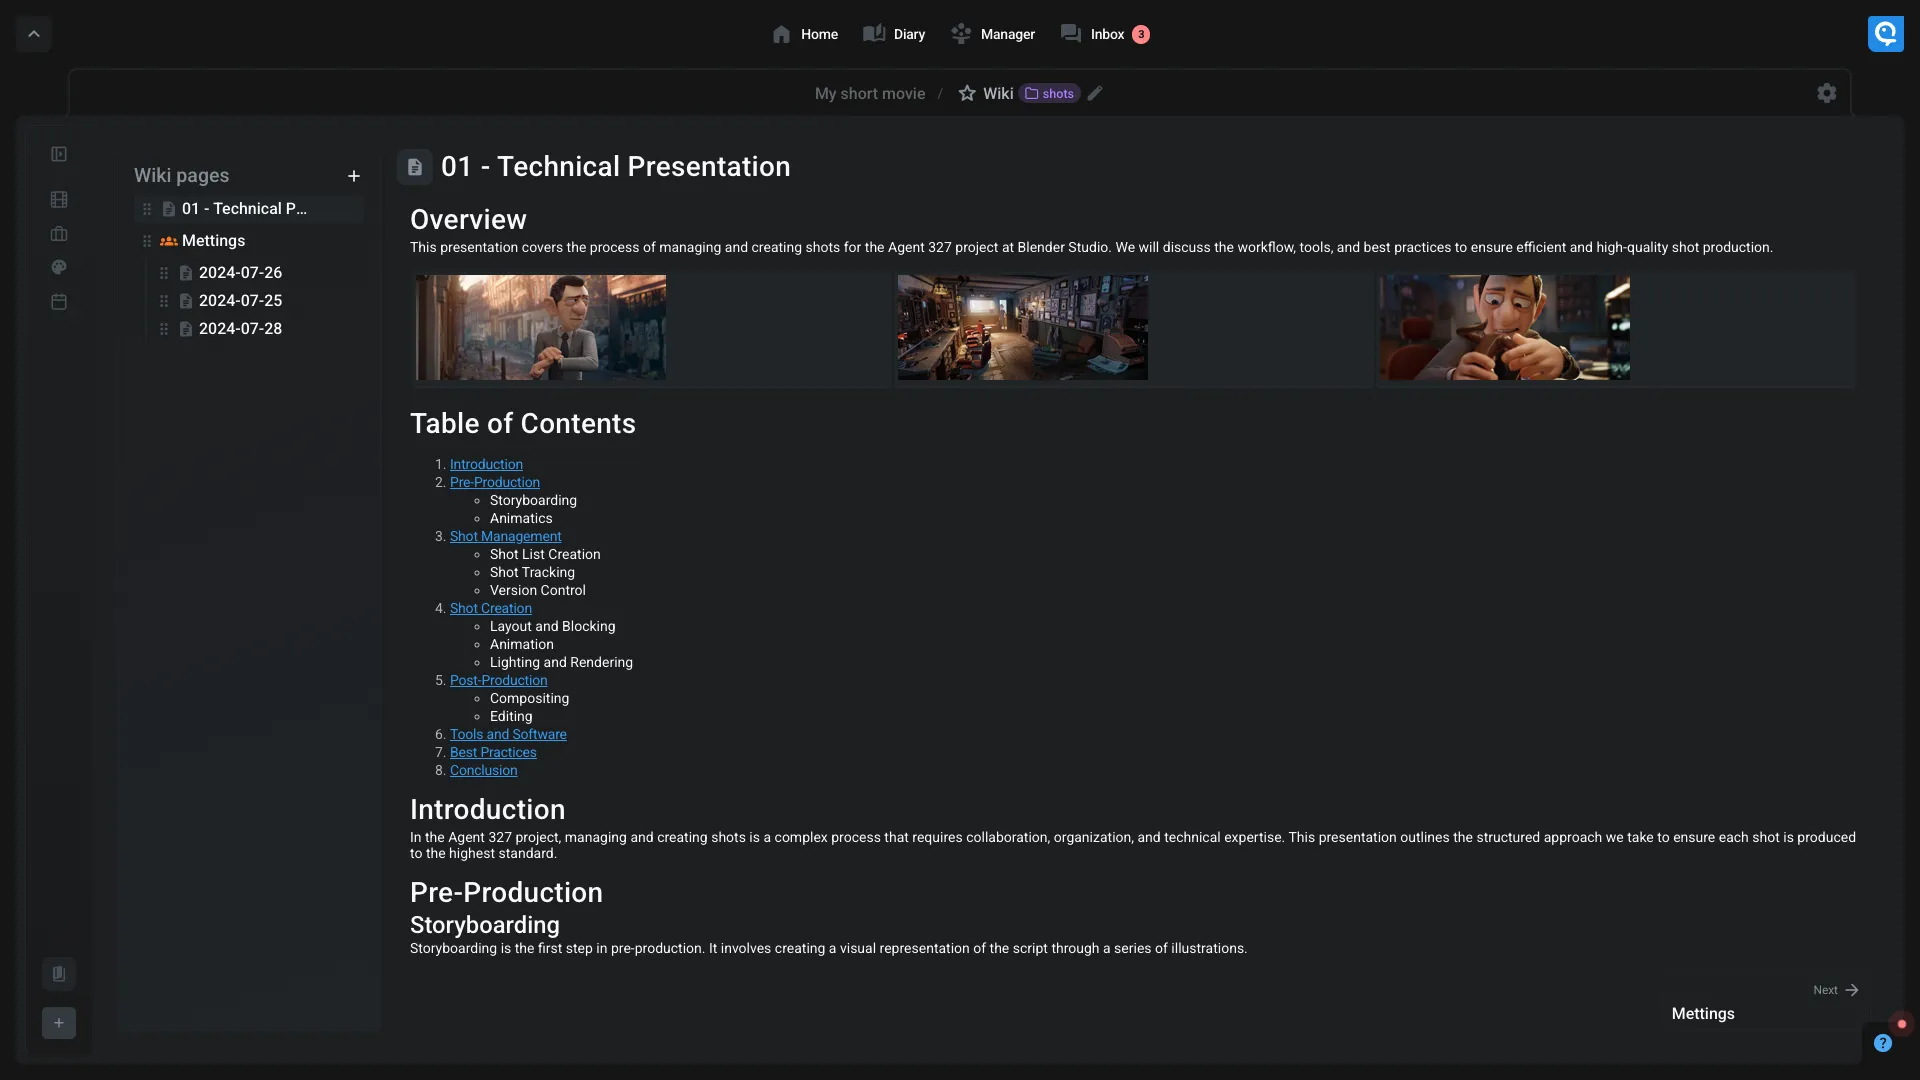 Home
Diary
Manager
Inbox 3
My short movie / Wiki shots
Wiki pages +
01 - Technical P...
Mettings
2024-07-26
2024-07-25
2024-07-28
01 - Technical Presentation
Overview
This presentation covers the process of managing and creating shots for the Agent 327 project at Blender Studio. We will discuss the workflow, tools, and best practices to ensure efficient and high-quality shot production.
Table of Contents
1. Introduction
2. Pre-Production
◦ Storyboarding
◦ Animatics
3. Shot Management
◦ Shot List Creation
◦ Shot Tracking
◦ Version Control
4. Shot Creation
◦ Layout and Blocking
◦ Animation
◦ Lighting and Rendering
5. Post-Production
◦ Compositing
◦ Editing
6. Tools and Software
7. Best Practices
8. Conclusion
Introduction
In the Agent 327 project, managing and creating shots is a complex process that requires collaboration, organization, and technical expertise. This presentation outlines the structured approach we take to ensure each shot is produced
to the highest standard.
Pre-Production
Storyboarding
Storyboarding is the first step in pre-production. It involves creating a visual representation of the script through a series of illustrations.
Next
Mettings
+
?